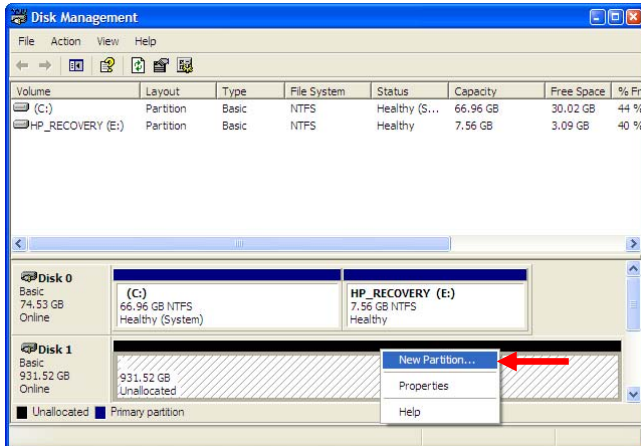 Disk Management
File Action View Help
Volume Layout Type File System Status Capacity Free Space % Fr
(C:) Partition Basic NTFS Healthy (S... 66.96 GB 30.02 GB 44 %
HP_RECOVERY (E:) Partition Basic NTFS Healthy 7.56 GB 3.09 GB 40 %
Disk 0
Basic
74.53 GB
Online
(C:)
66.96 GB NTFS
Healthy (System)
HP_RECOVERY (E:)
7.56 GB NTFS
Healthy
Disk 1
Basic
931.52 GB
Online
931.52 GB
Unallocated
New Partition...
Properties
Help
Unallocated Primary partition